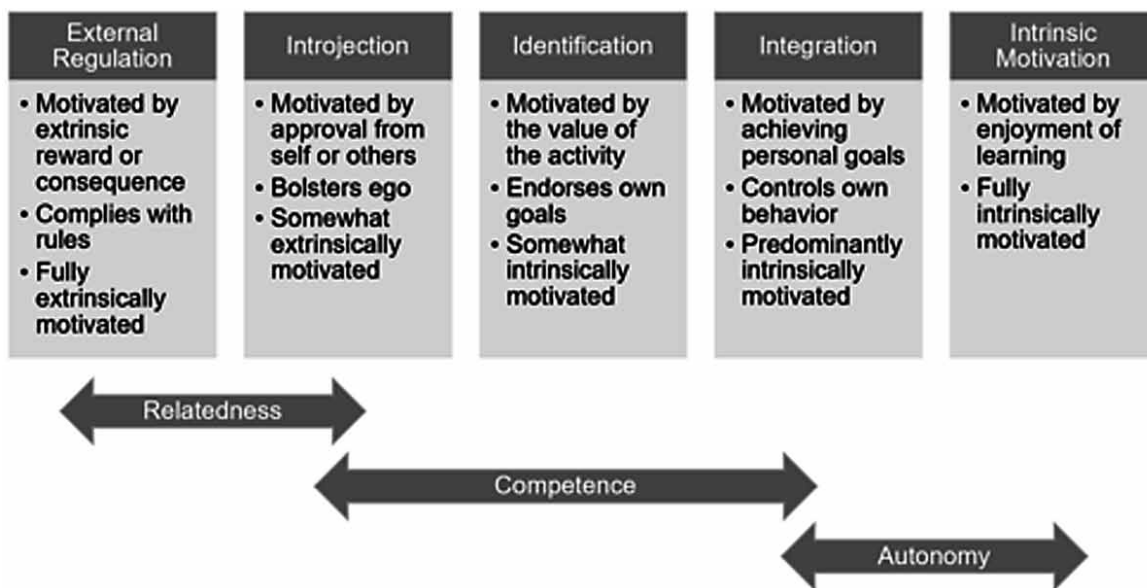 External
Regulation
• Motivated by
extrinsic
reward or
consequence
• Complies with
rules
• Fully
extrinsically
motivated
Introjection
• Motivated by
approval from
self or others
• Bolsters ego
• Somewhat
extrinsically
motivated
Identification
• Motivated by
the value of
the activity
• Endorses own
goals
• Somewhat
intrinsically
motivated
Integration
• Motivated by
achieving
personal goals
• Controls own
behavior
• Predominantly
intrinsically
motivated
Intrinsic
Motivation
• Motivated by
enjoyment of
learning
• Fully
intrinsically
motivated
Relatedness
Competence
Autonomy